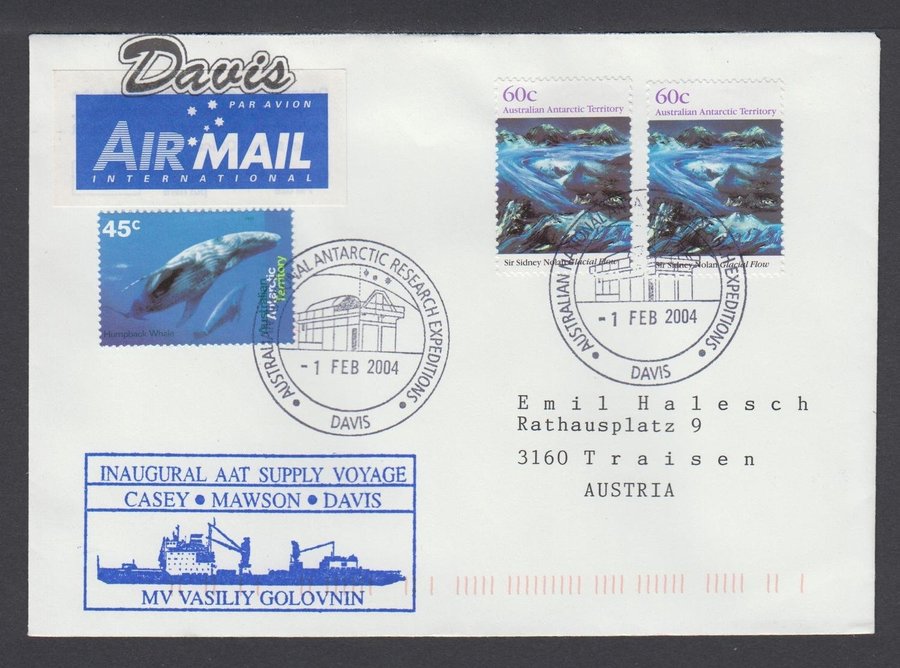 Davis
PAR AVION
AIR MAIL
INTERNATIONAL
45c
Australian Antarctic Territory
Humpback Whale
AUSTRALIAN NATIONAL ANTARCTIC RESEARCH EXPEDITIONS
-1 FEB 2004
DAVIS
60c
Australian Antarctic Territory
Sir Sidney Nolan Glacial Flow
60c
Australian Antarctic Territory
Sir Sidney Nolan Glacial Flow
AUSTRALIAN NATIONAL ANTARCTIC RESEARCH EXPEDITIONS
-1 FEB 2004
DAVIS
Emil Halesch
Rathausplatz 9
3160 Traisen
AUSTRIA
INAUGURAL AAT SUPPLY VOYAGE
CASEY • MAWSON • DAVIS
MV VASILIY GOLOVNIN